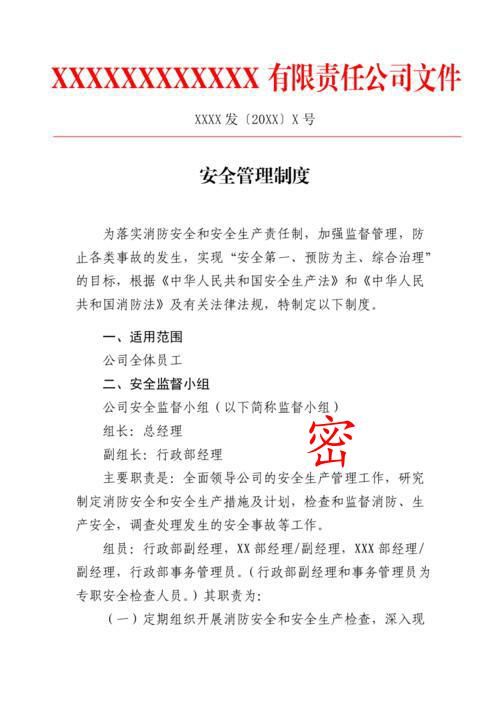 XXXXXXXXXXXX 有限责任公司文件
XXXX 发〔20XX〕X 号
安全管理制度
为落实消防安全和安全生产责任制，加强监督管理，防
止各类事故的发生，实现“安全第一、预防为主、综合治理”
的目标，根据《中华人民共和国安全生产法》和《中华人民
共和国消防法》及有关法律法规，特制定以下制度。
一、适用范围
公司全体员工
二、安全监督小组
公司安全监督小组（以下简称监督小组）
组长：总经理
密
副组长：行政部经理
主要职责是：全面领导公司的安全生产管理工作，研究
制定消防安全和安全生产措施及计划，检查和监督消防、生
产安全，调查处理发生的安全事故等工作。
组员：行政部副经理，XX 部经理/副经理，XXX 部经理/
副经理，行政部事务管理员。（行政部副经理和事务管理员为
专职安全检查人员。）其职责为：
（一）定期组织开展消防安全和安全生产检查，深入现